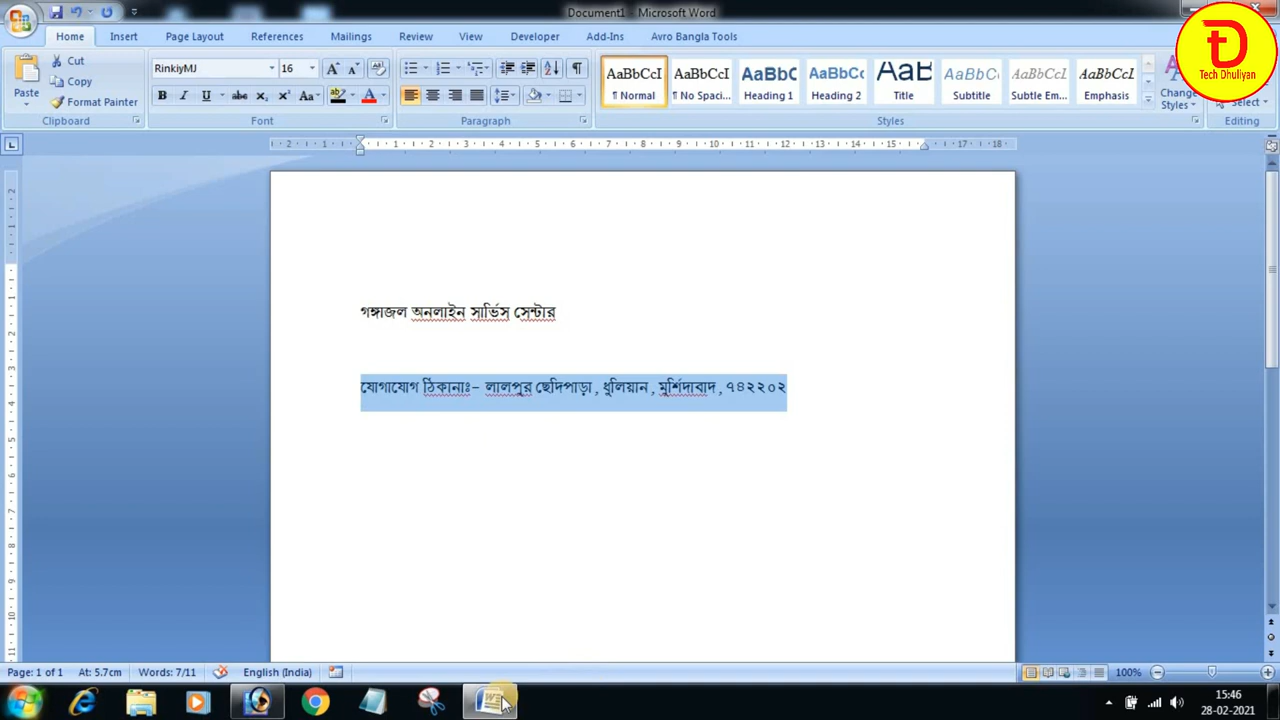 Document1 - Microsoft Word
Home Insert Page Layout References Mailings Review View Developer Add-Ins Avro Bangla Tools
Paste Cut Copy Format Painter
Clipboard
RinkiyMJ 16
Font
Paragraph
AaBbCcI AaBbCcI AaBbC AaBbCc AaB AaBbCc AaBbCcI AaBbCcI
¶ Normal ¶ No Spaci... Heading 1 Heading 2 Title Subtitle Subtle Em... Emphasis
Change Styles
Styles
Select
Editing
Tech Dhuliyan
গঙ্গাজল অনলাইন সার্ভিস সেন্টার
যোগাযোগ ঠিকানাঃ- লালপুর ছেদিপাড়া , ধুলিয়ান , মুর্শিদাবাদ , ৭৪২২০২
Page: 1 of 1 At: 5.7cm Words: 7/11 English (India) 100%
15:46
28-02-2021